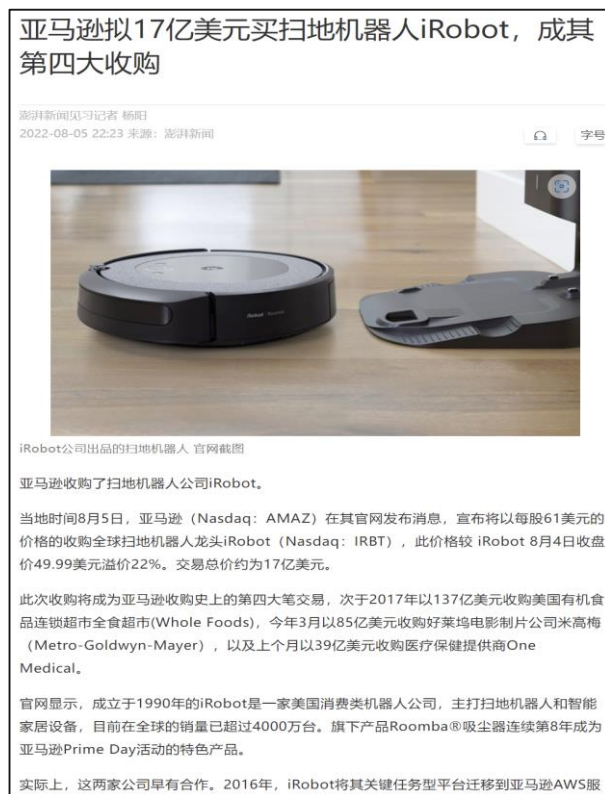 亚马逊拟17亿美元买扫地机器人iRobot，成其
第四大收购
澎湃新闻见习记者 杨阳
2022-08-05 22:23 来源：澎湃新闻
字号
iRobot公司出品的扫地机器人 官网截图
亚马逊收购了扫地机器人公司iRobot。
当地时间8月5日，亚马逊（Nasdaq：AMAZ）在其官网发布消息，宣布将以每股61美元的
价格的收购全球扫地机器人龙头iRobot（Nasdaq：IRBT），此价格较 iRobot 8月4日收盘
价49.99美元溢价22%。交易总价约为17亿美元。
此次收购将成为亚马逊收购史上的第四大笔交易，次于2017年以137亿美元收购美国有机食
品连锁超市全食超市(Whole Foods)，今年3月以85亿美元收购好莱坞电影制片公司米高梅
（Metro-Goldwyn-Mayer），以及上个月以39亿美元收购医疗保健提供商One
Medical。
官网显示，成立于1990年的iRobot是一家美国消费类机器人公司，主打扫地机器人和智能
家居设备，目前在全球的销量已超过4000万台。旗下产品Roomba®吸尘器连续第8年成为
亚马逊Prime Day活动的特色产品。
实际上，这两家公司早有合作。2016年，iRobot将其关键任务型平台迁移到亚马逊AWS服